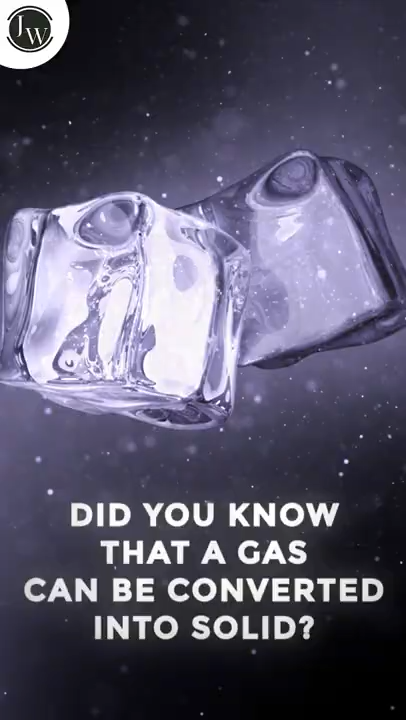 JW
DID YOU KNOW
THAT A GAS
CAN BE CONVERTED
INTO SOLID?